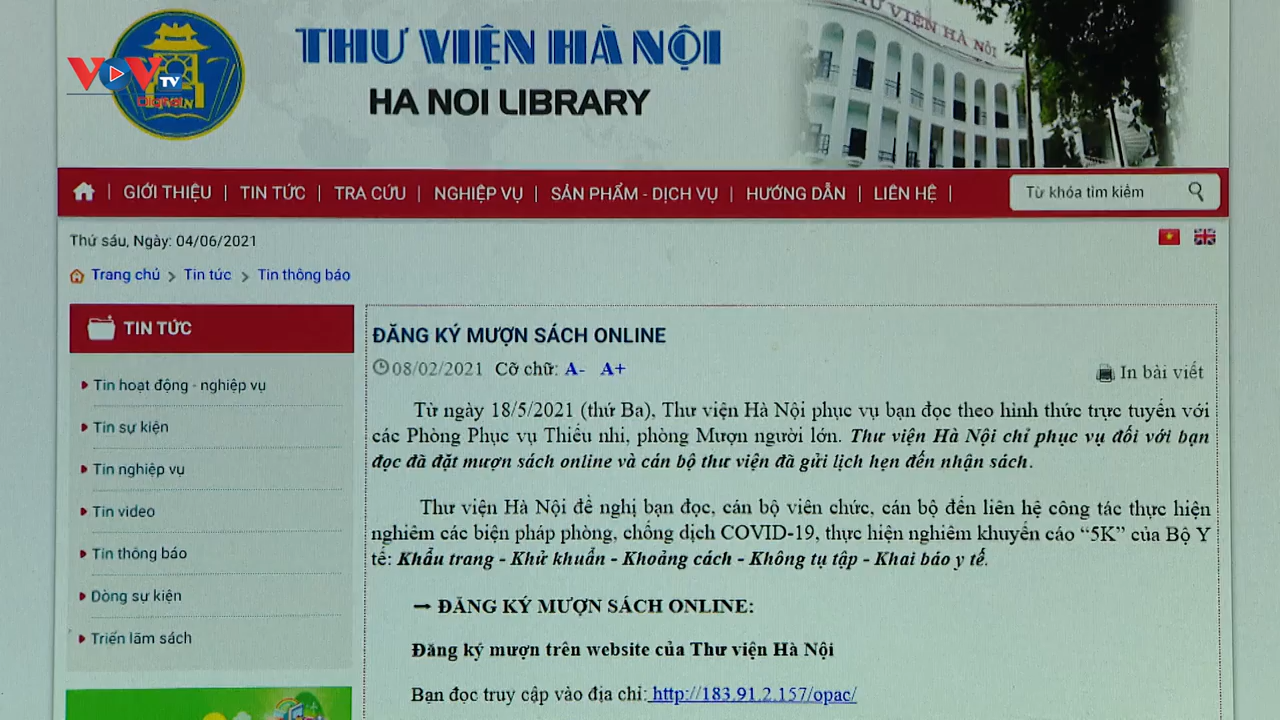 VOV TV
Digital
THƯ VIỆN HÀ NỘI
HA NOI LIBRARY
THƯ VIỆN HÀ NỘI
GIỚI THIỆU | TIN TỨC | TRA CỨU | NGHIỆP VỤ | SẢN PHẨM - DỊCH VỤ | HƯỚNG DẪN | LIÊN HỆ |
Từ khóa tìm kiếm
Thứ sáu, Ngày: 04/06/2021
Trang chủ > Tin tức > Tin thông báo
TIN TỨC
Tin hoạt động - nghiệp vụ
Tin sự kiện
Tin nghiệp vụ
Tin video
Tin thông báo
Dòng sự kiện
Triển lãm sách
ĐĂNG KÝ MƯỢN SÁCH ONLINE
08/02/2021 Cỡ chữ: A- A+
In bài viết
Từ ngày 18/5/2021 (thứ Ba), Thư viện Hà Nội phục vụ bạn đọc theo hình thức trực tuyến với
các Phòng Phục vụ Thiếu nhi, phòng Mượn người lớn. Thư viện Hà Nội chỉ phục vụ đối với bạn
đọc đã đặt mượn sách online và cán bộ thư viện đã gửi lịch hẹn đến nhận sách.
Thư viện Hà Nội đề nghị bạn đọc, cán bộ viên chức, cán bộ đến liên hệ công tác thực hiện
nghiêm các biện pháp phòng, chống dịch COVID-19, thực hiện nghiêm khuyến cáo “5K” của Bộ Y
tế: Khẩu trang - Khử khuẩn - Khoảng cách - Không tụ tập - Khai báo y tế.
→ ĐĂNG KÝ MƯỢN SÁCH ONLINE:
Đăng ký mượn trên website của Thư viện Hà Nội
Bạn đọc truy cập vào địa chỉ: http://183.91.2.157/opac/